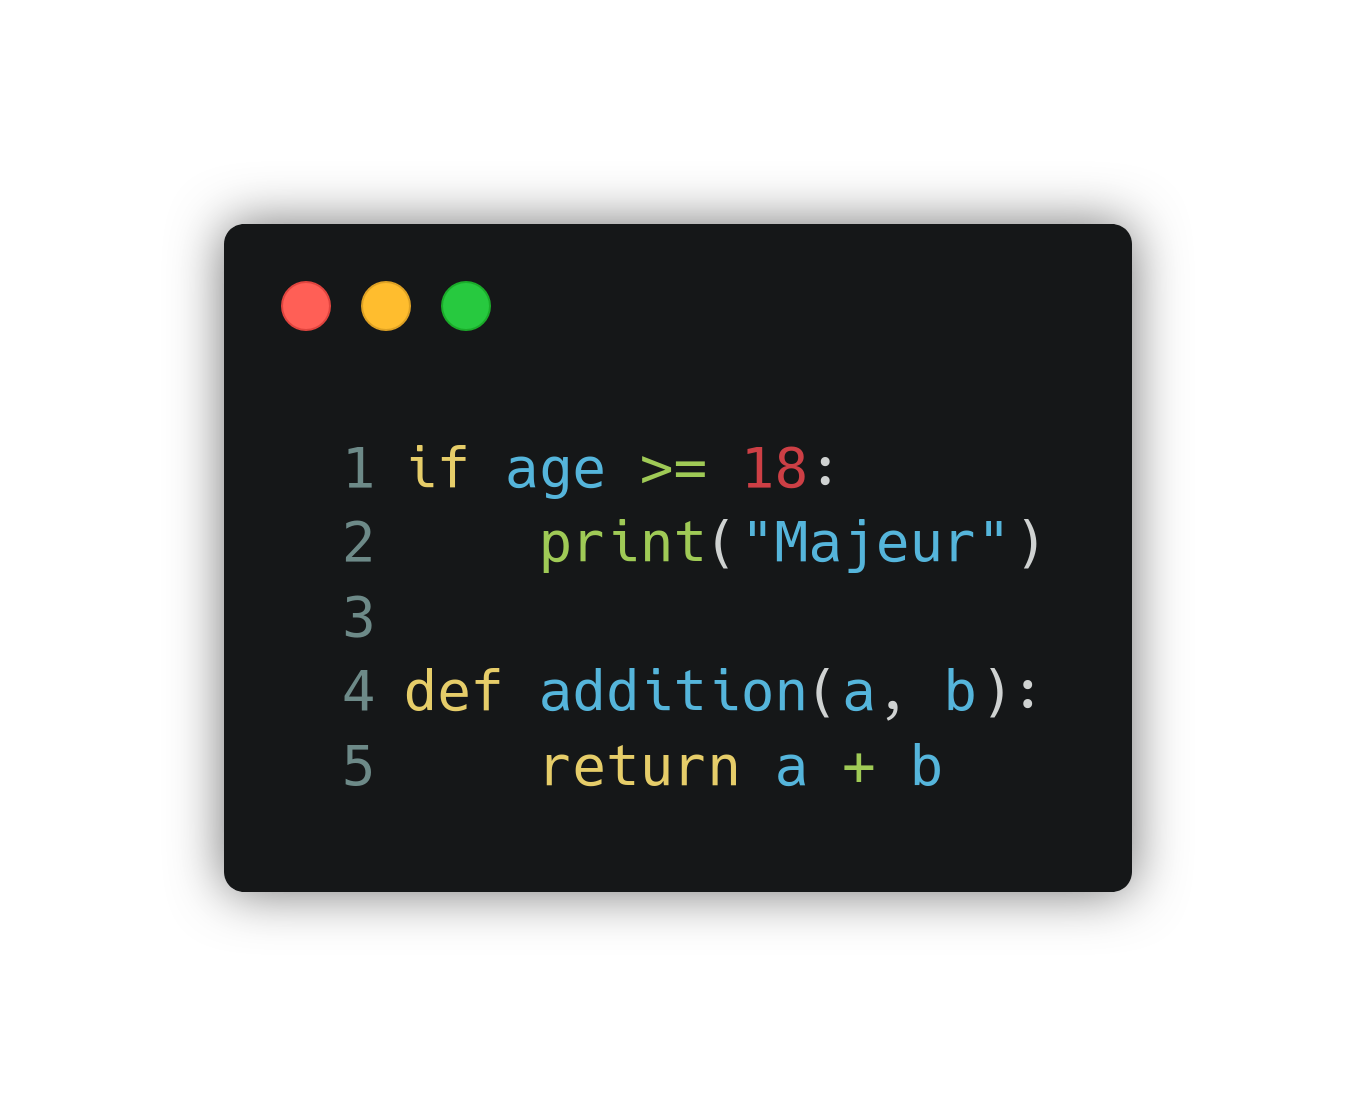 1 if age >= 18:
2     print("Majeur")
3
4 def addition(a, b):
5     return a + b